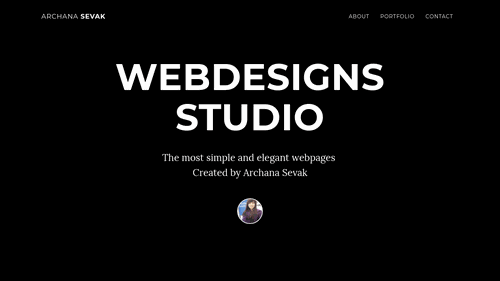 ARCHANA SEVAK
ABOUT PORTFOLIO CONTACT
WEBDESIGNS
STUDIO
The most simple and elegant webpages
Created by Archana Sevak